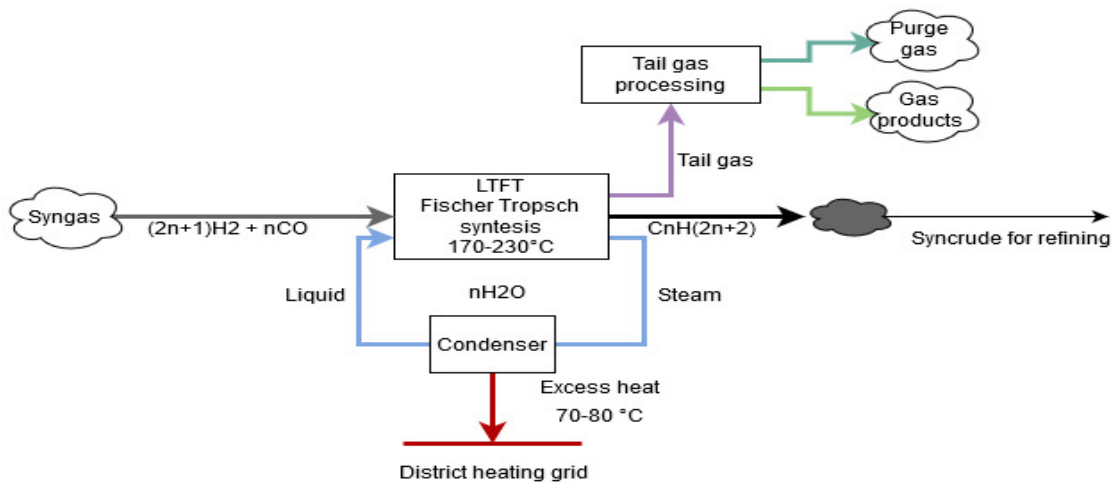 Purge
gas
Tail gas
processing
Gas
products
Tail gas
LTFT
Fischer Tropsch
syntesis
170-230°C
Syngas
(2n+1)H2 + nCO
CnH(2n+2)
Syncrude for refining
Liquid
nH2O
Steam
Condenser
Excess heat
70-80 °C
District heating grid